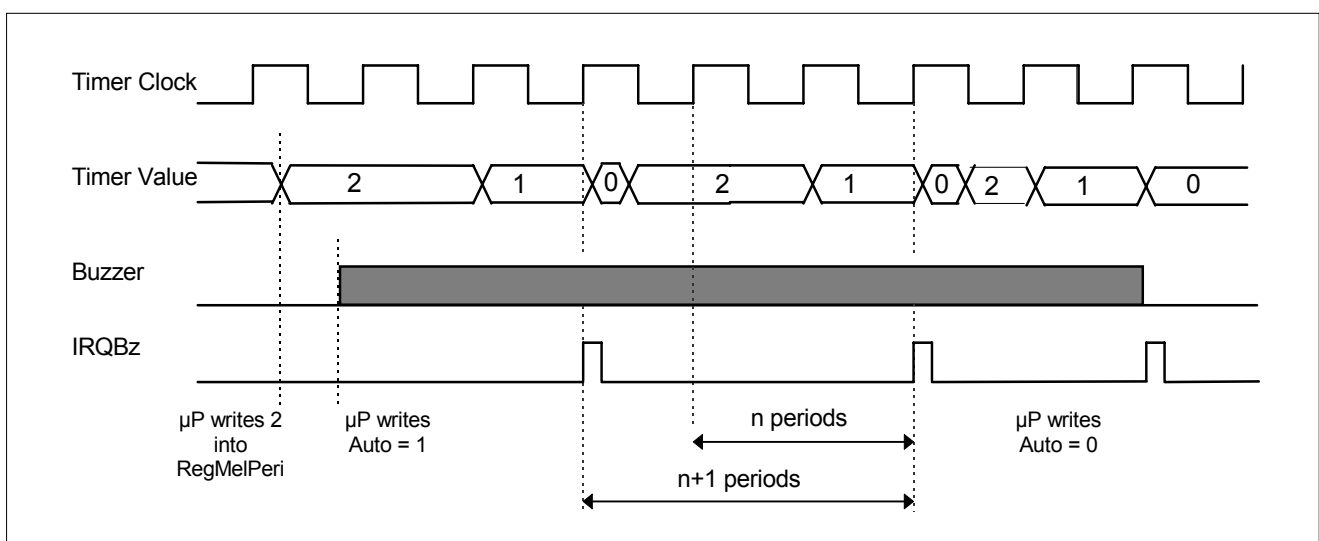 Timer Clock
Timer Value
2 1 0 2 1 0 2 1 0
Buzzer
IRQBz
µP writes 2
into
RegMelPeri
µP writes
Auto = 1
n periods
n+1 periods
µP writes
Auto = 0